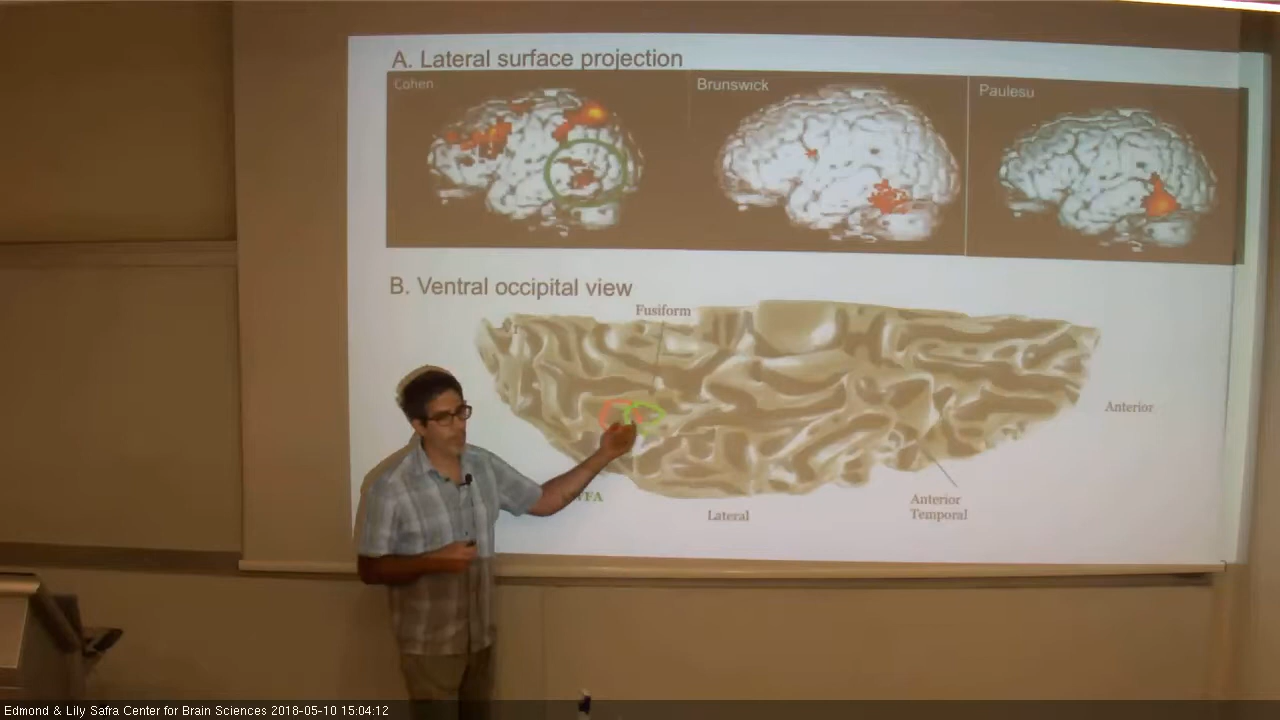 A. Lateral surface projection
Cohen
Brunswick
Paulesu
B. Ventral occipital view
Fusiform
Anterior
Anterior
Temporal
Lateral
Edmond & Lily Safra Center for Brain Sciences 2018-05-10 15:04:12